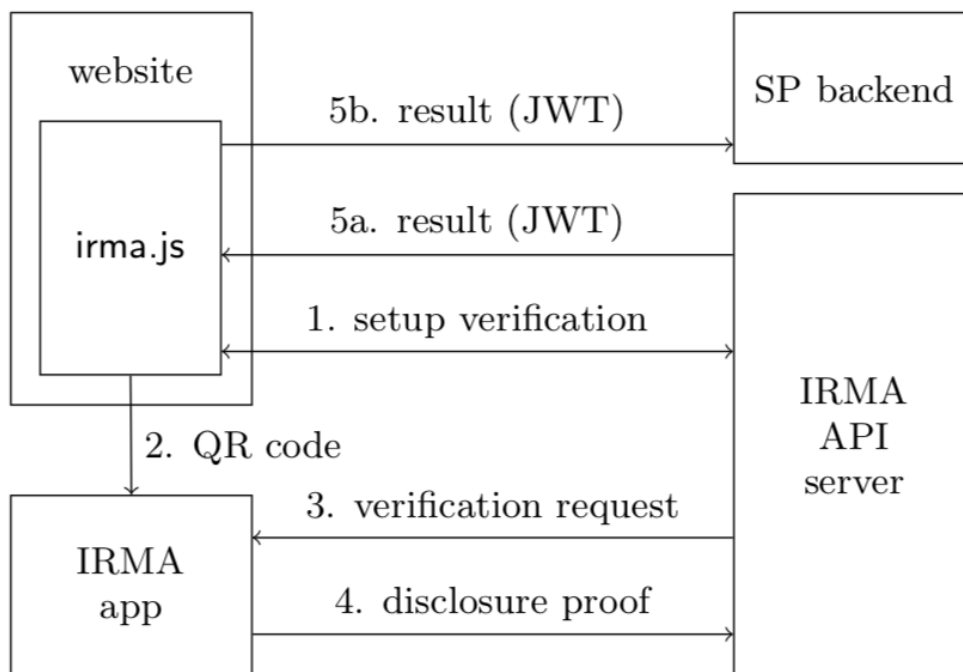 website
SP backend
5b. result (JWT)
5a. result (JWT)
irma.js
1. setup verification
IRMA
API
server
2. QR code
3. verification request
IRMA
app
4. disclosure proof